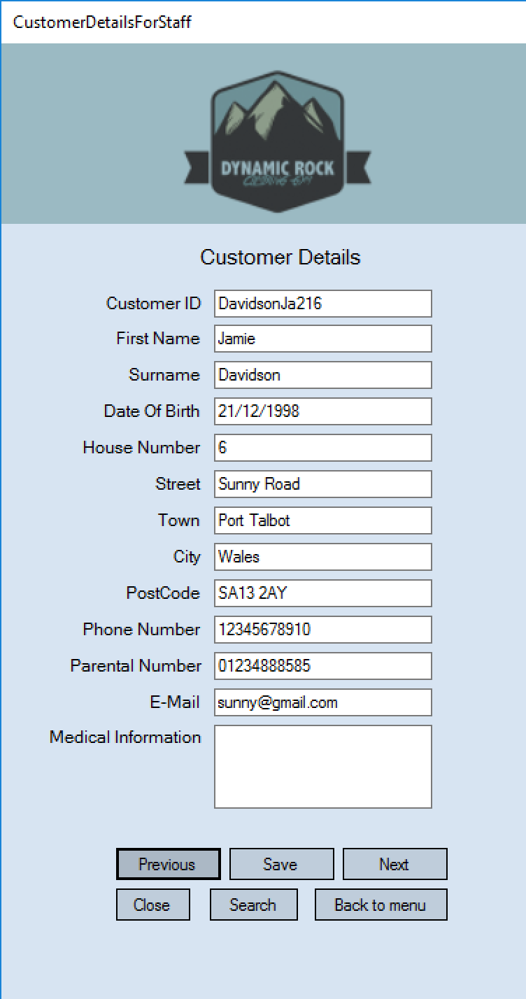 CustomerDetailsForStaff
DYNAMIC ROCK
Customer Details
Customer ID DavidsonJa216
First Name Jamie
Surname Davidson
Date Of Birth 21/12/1998
House Number 6
Street Sunny Road
Town Port Talbot
City Wales
PostCode SA13 2AY
Phone Number 12345678910
Parental Number 01234888585
E-Mail sunny@gmail.com
Medical Information
Previous Save Next
Close Search Back to menu